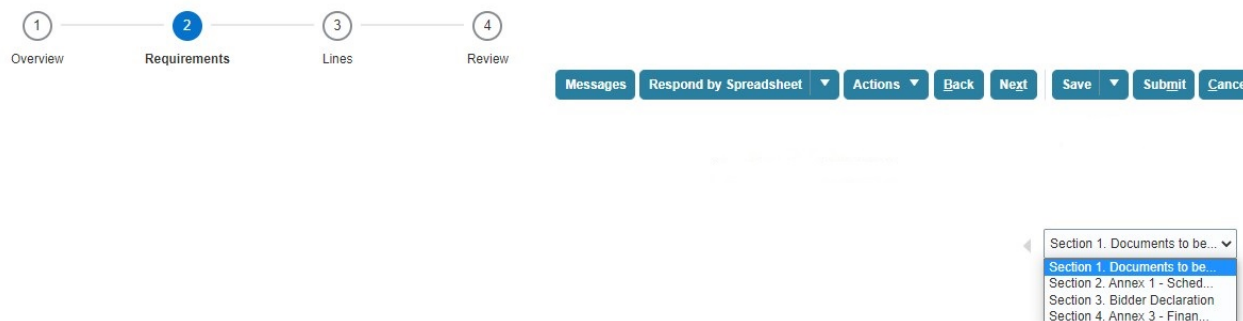 1 2 3 4
Overview Requirements Lines Review
Messages Respond by Spreadsheet Actions Back Next Save Submit Cance
Section 1. Documents to be...
Section 1. Documents to be...
Section 2. Annex 1 - Sched...
Section 3. Bidder Declaration
Section 4. Annex 3 - Finan...